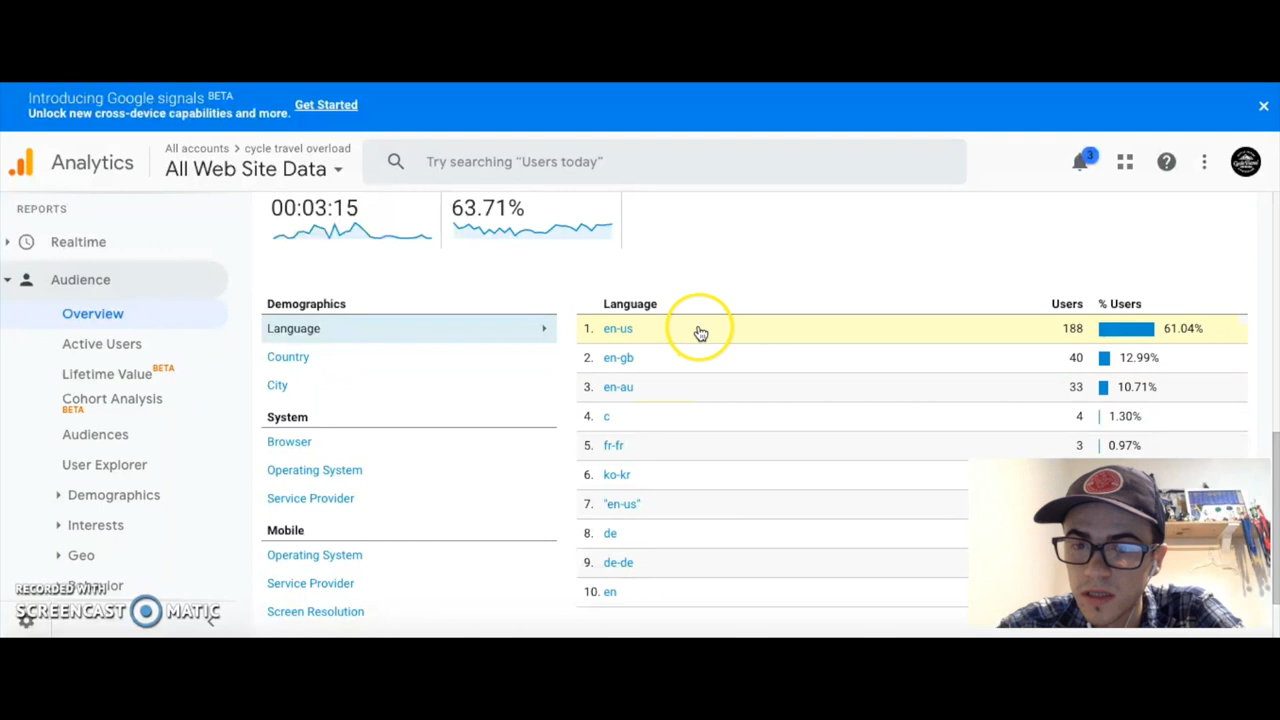 Introducing Google signals BETA
Unlock new cross-device capabilities and more. Get Started
Analytics
All accounts > cycle travel overload
All Web Site Data
Try searching "Users today"
3
REPORTS
Realtime
Audience
Overview
Active Users
Lifetime Value BETA
Cohort Analysis
BETA
Audiences
User Explorer
Demographics
Interests
Geo
Behavior
RECORDED WITH
SCREENCAST MATIC
00:03:15
63.71%
Demographics
Language
Country
City
System
Browser
Operating System
Service Provider
Mobile
Operating System
Service Provider
Screen Resolution
Language Users % Users
1. en-us 188 61.04%
2. en-gb 40 12.99%
3. en-au 33 10.71%
4. c 4 1.30%
5. fr-fr 3 0.97%
6. ko-kr
7. "en-us"
8. de
9. de-de
10. en